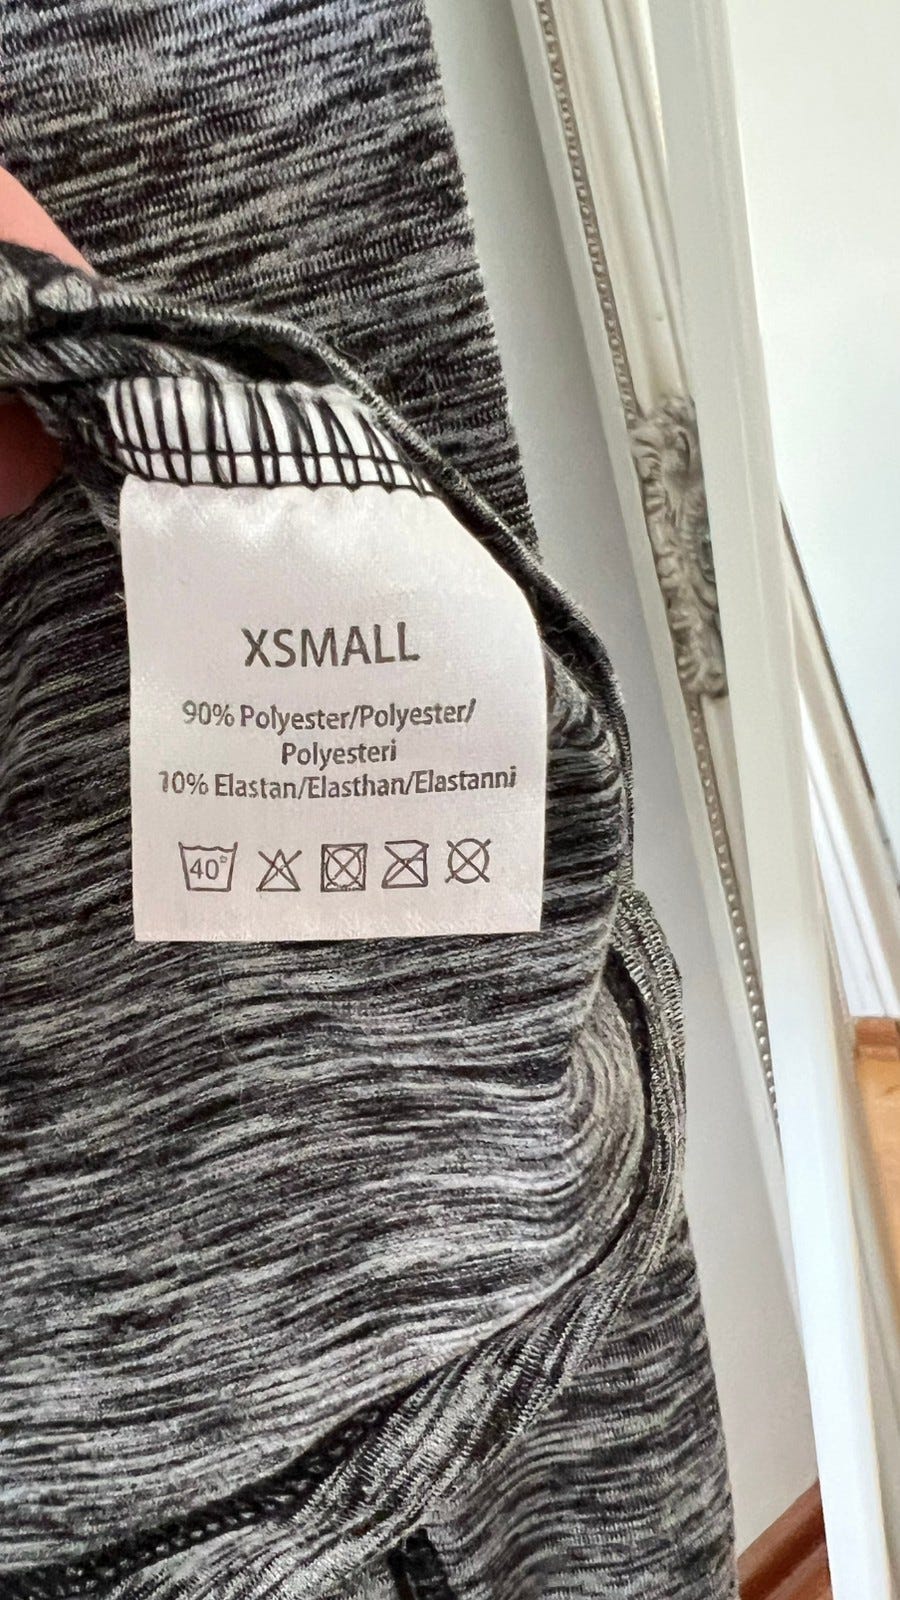 XSMALL
90% Polyester/Polyester/
Polyesteri
10% Elastan/Elasthan/Elastanni
40°